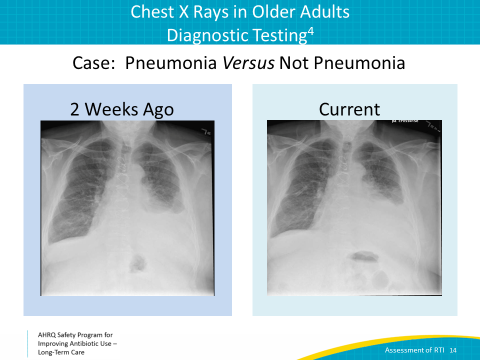 Chest X Rays in Older Adults
Diagnostic Testing4
Case: Pneumonia Versus Not Pneumonia
2 Weeks Ago
Current
AHRQ Safety Program for
Improving Antibiotic Use –
Long-Term Care
Assessment of RTI 14